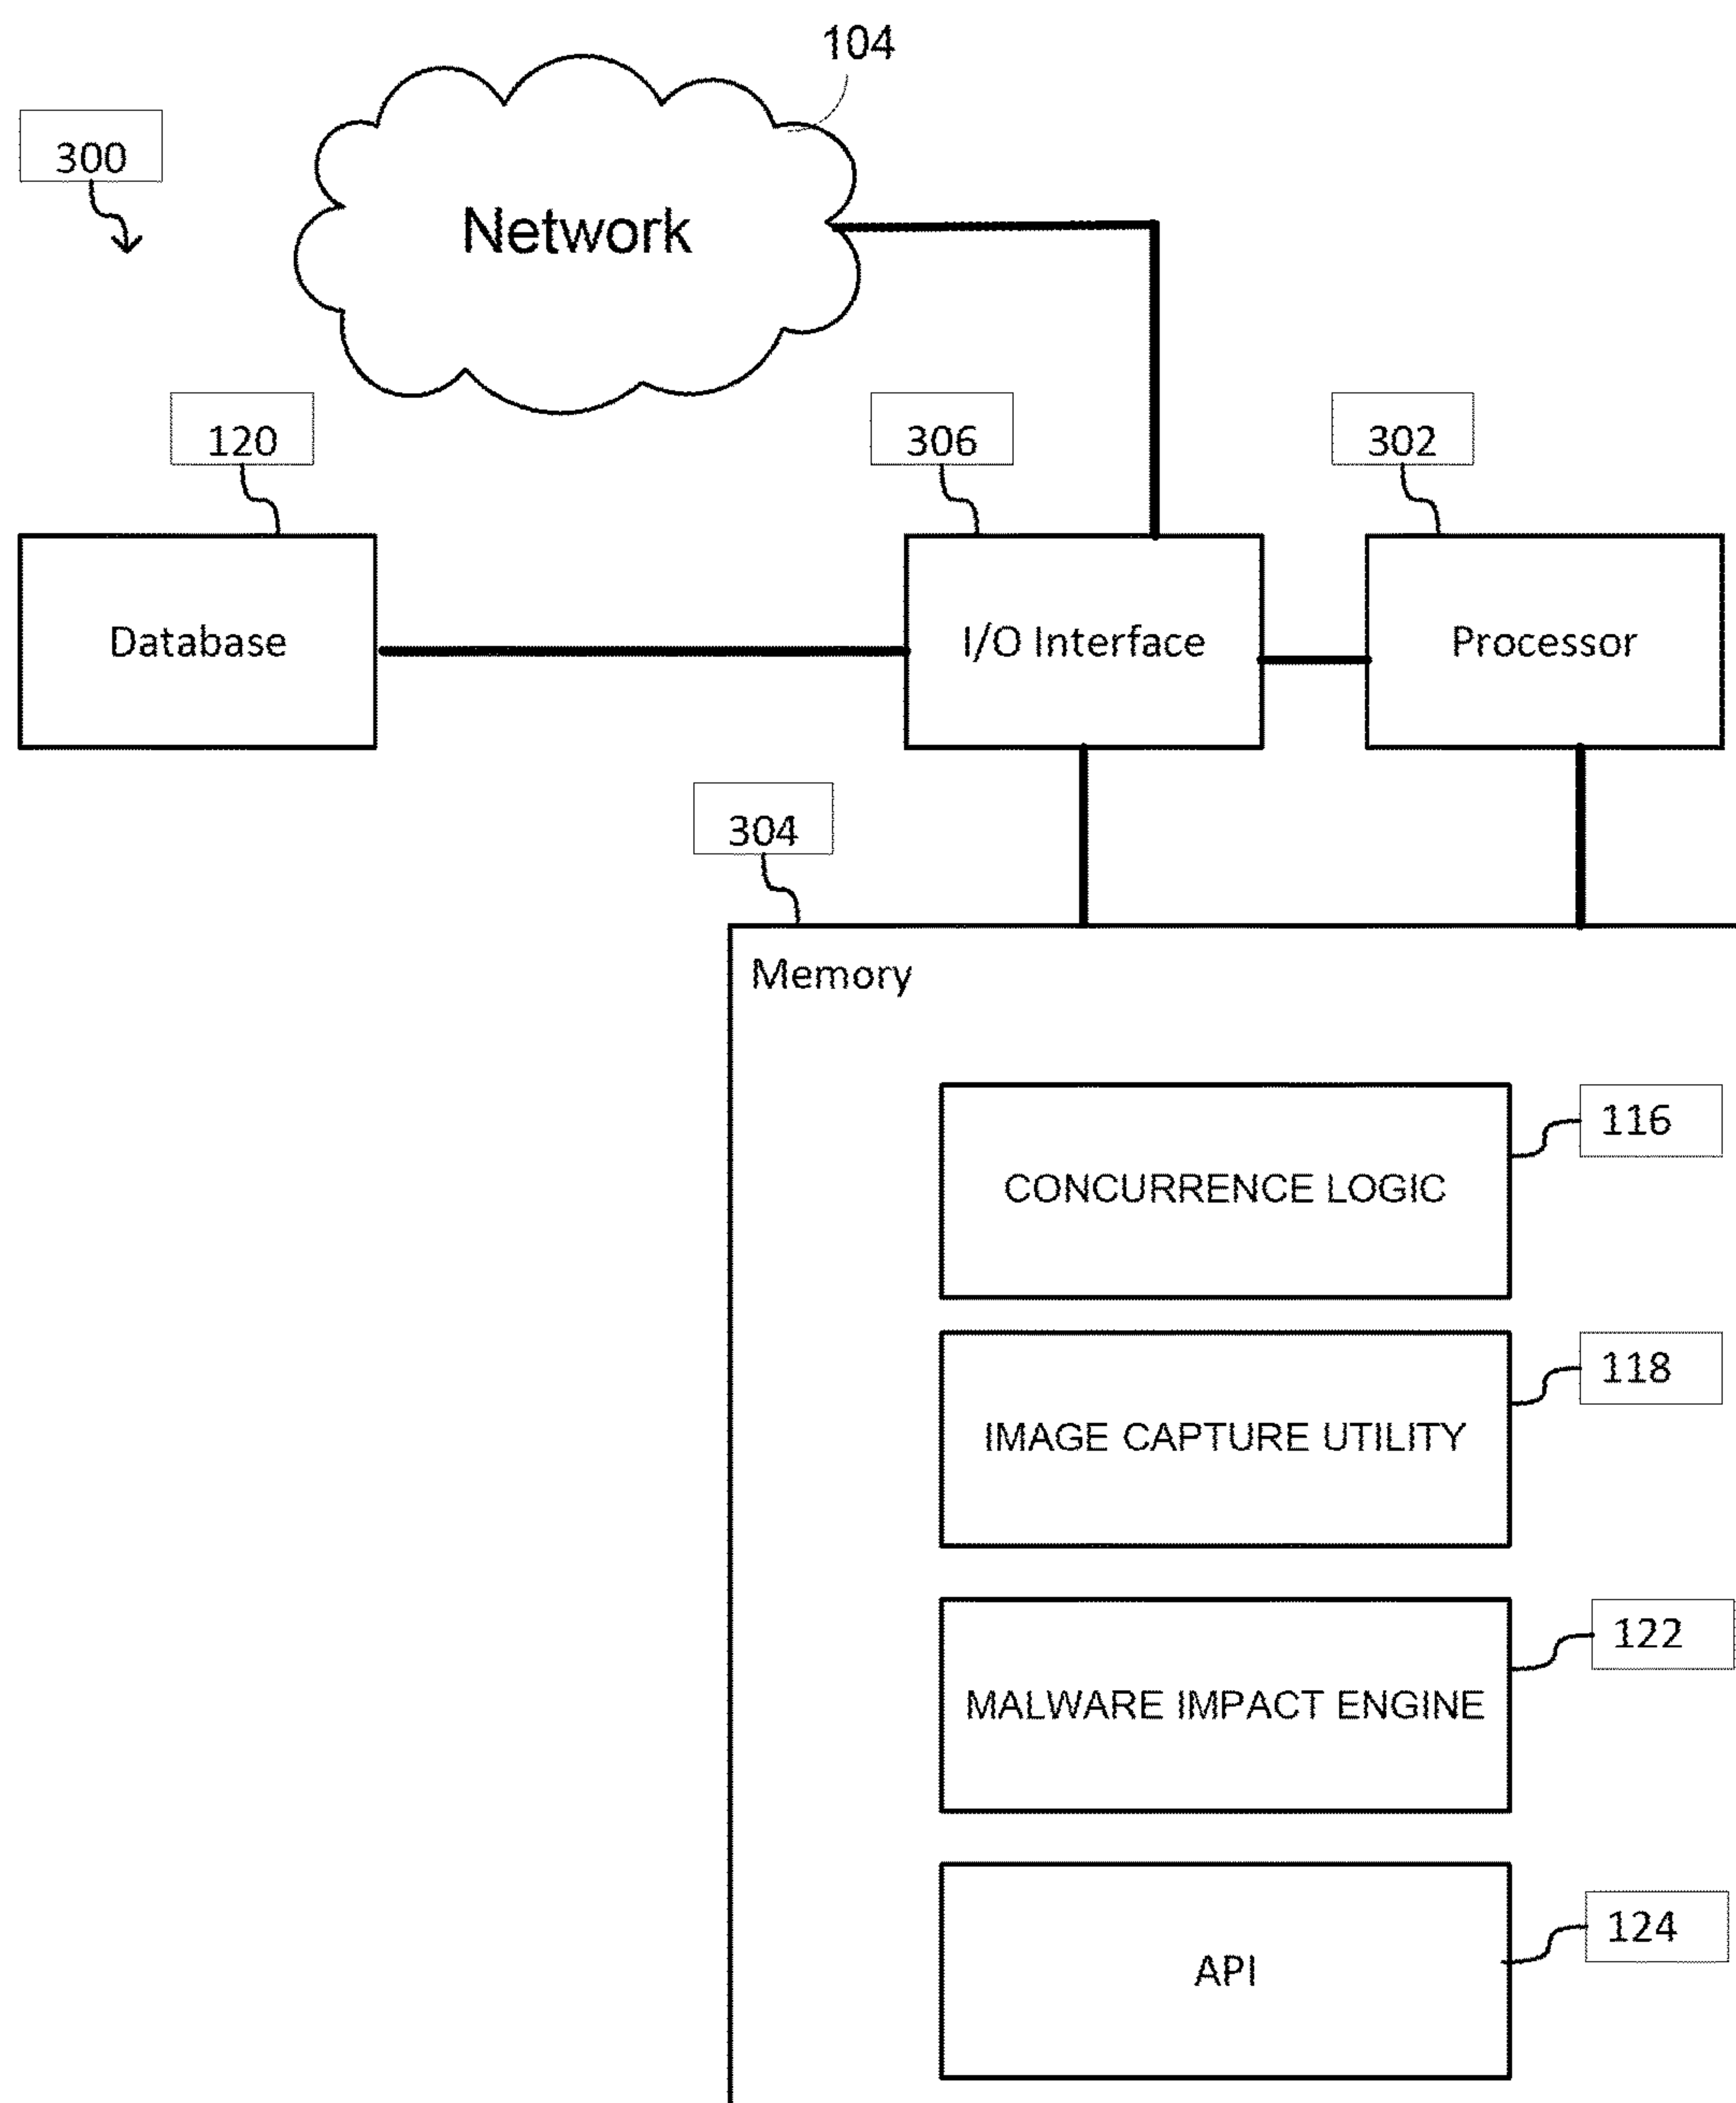 104
300
Network
120
306
302
Database
I/O Interface
Processor
304
Memory
116
CONCURRENCE LOGIC
118
IMAGE CAPTURE UTILITY
122
MALWARE IMPACT ENGINE
124
API